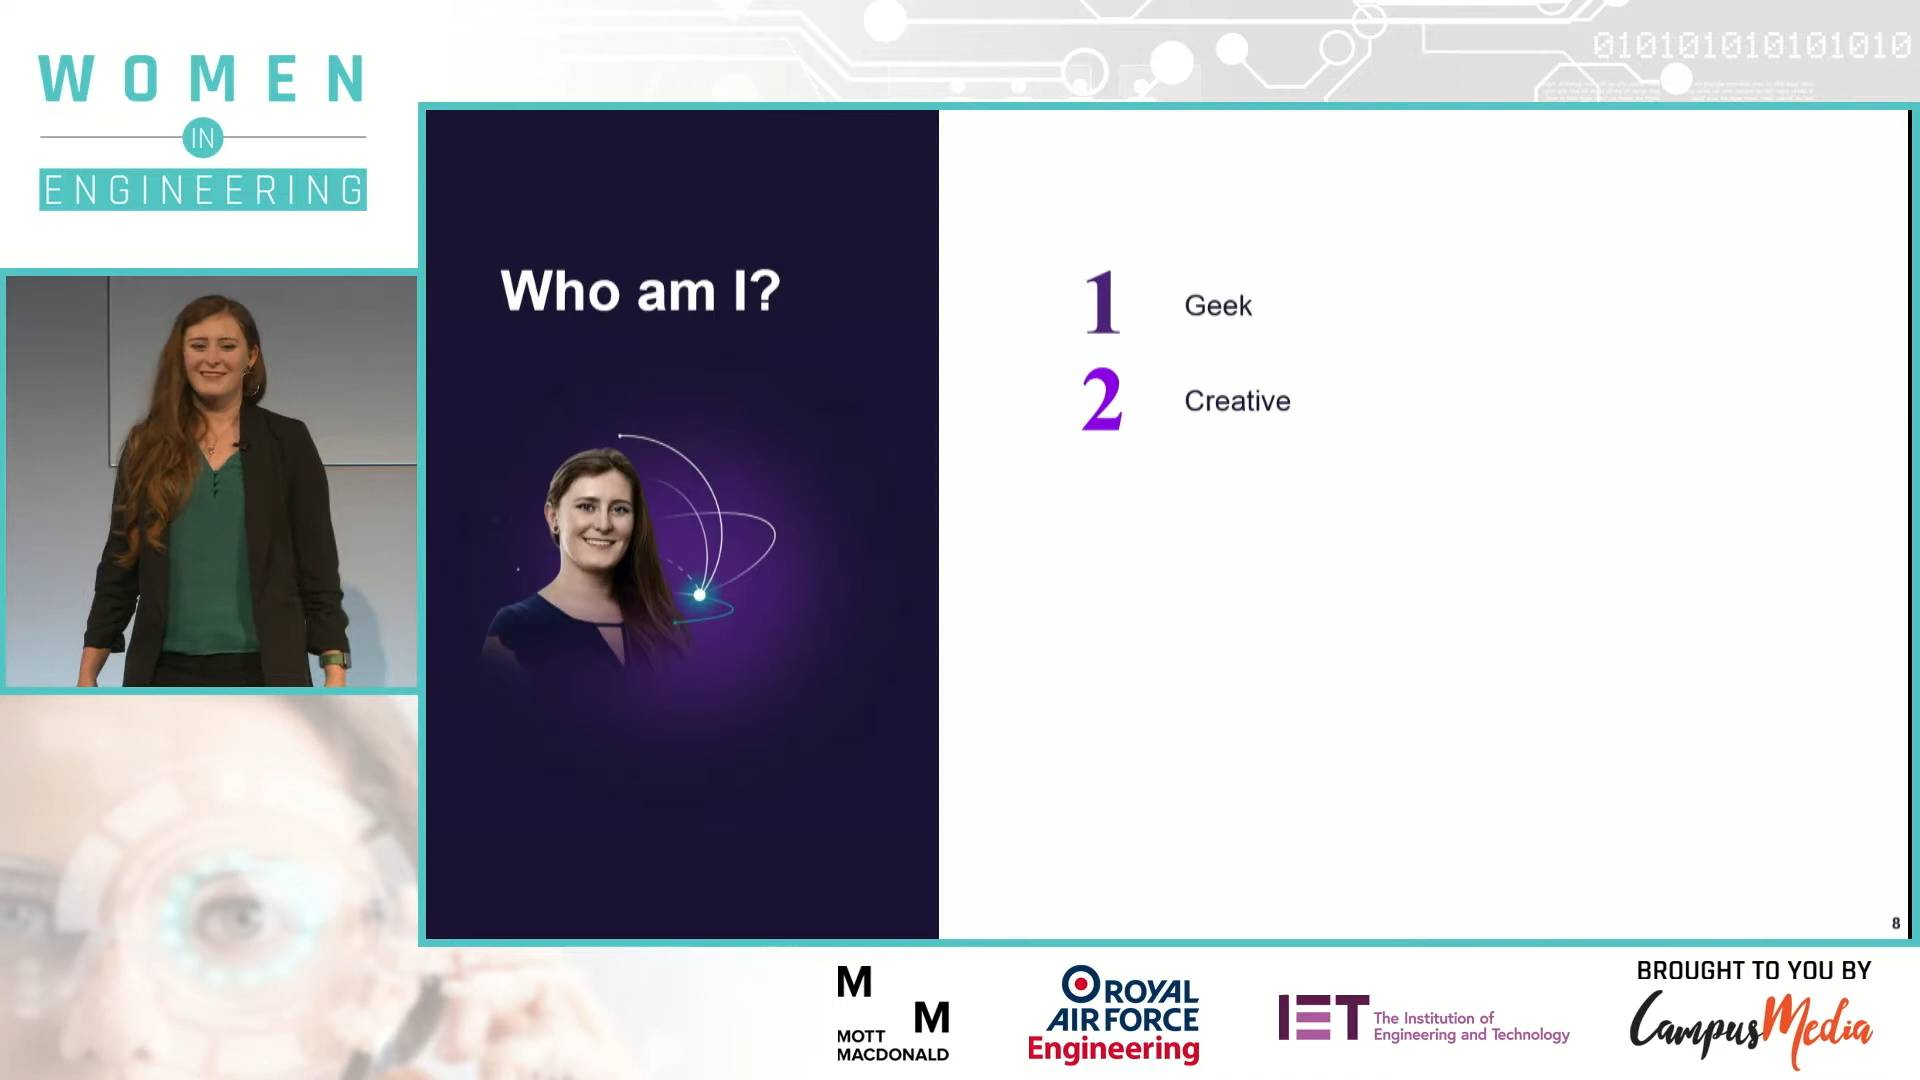 WOMEN
IN
ENGINEERING
010101010101010
Who am I?
1 Geek
2 Creative
8
M
M
MOTT
MACDONALD
ROYAL
AIR FORCE
Engineering
IET The Institution of
Engineering and Technology
BROUGHT TO YOU BY
CampusMedia